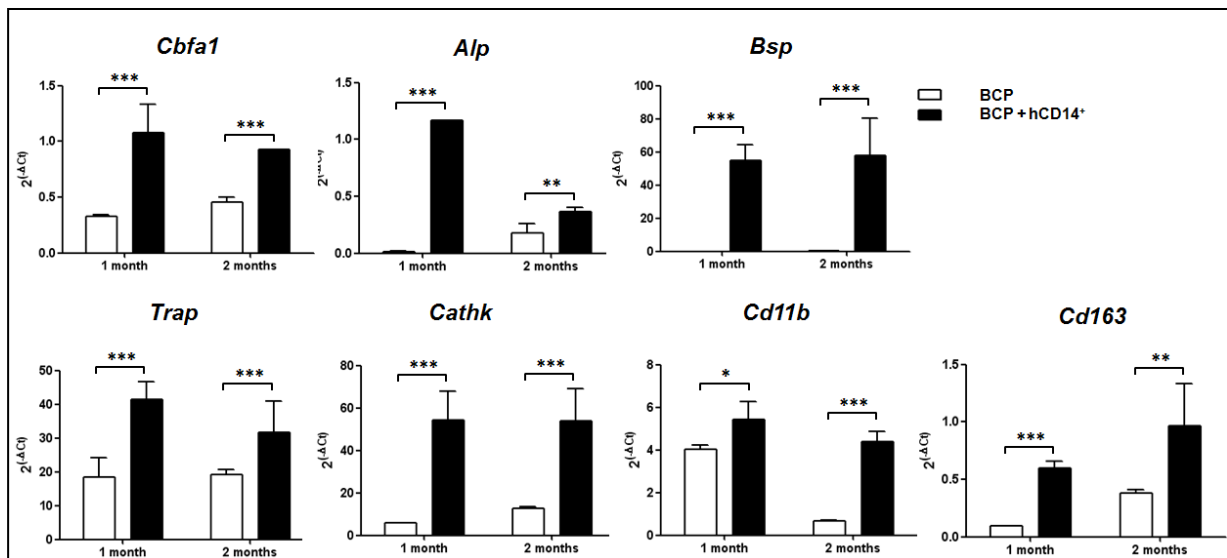 Cbfa1
Alp
Bsp
BCP
BCP + hCD14⁺
2^(-ΔCt)
1.5
1.0
0.5
0.0
***
***
1 month
2 months
2^(-ΔCt)
1.5
1.0
0.5
0.0
***
**
1 month
2 months
2^(-ΔCt)
100
80
60
40
20
0
***
***
1 month
2 months
Trap
Cathk
Cd11b
Cd163
2^(-ΔCt)
50
40
30
20
10
0
***
***
1 month
2 months
2^(-ΔCt)
80
60
40
20
0
***
***
1 month
2 months
2^(-ΔCt)
8
6
4
2
0
*
***
1 month
2 months
2^(-ΔCt)
1.5
1.0
0.5
0.0
***
**
1 month
2 months